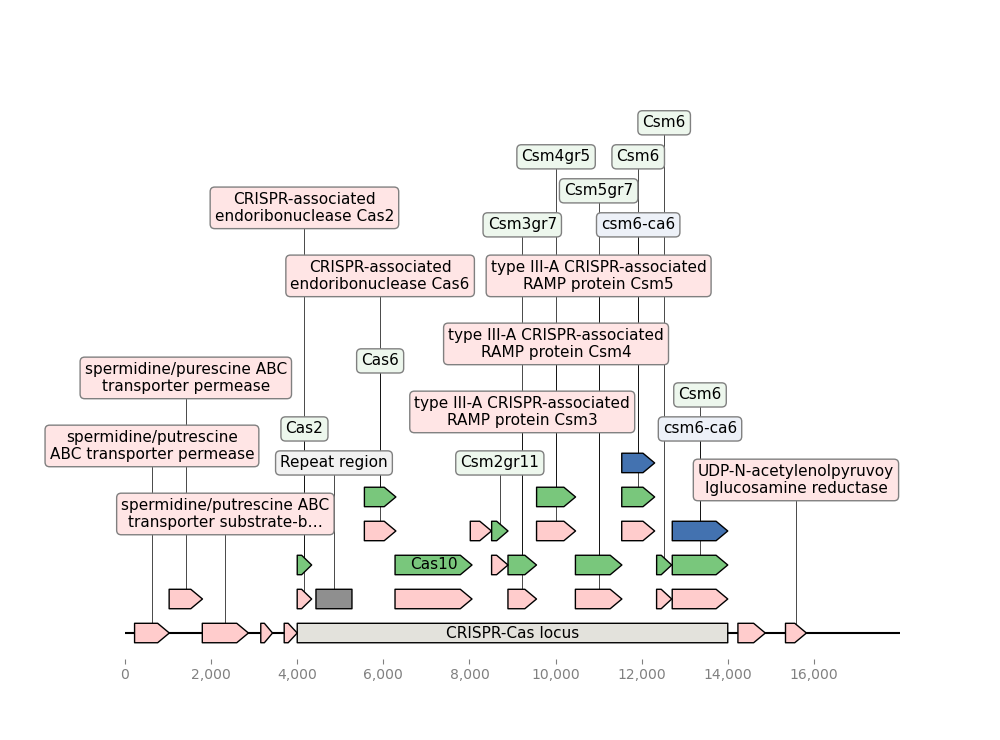 Csm6
Csm4gr5
Csm6
Csm5gr7
CRISPR-associated
endoribonuclease Cas2
Csm3gr7
csm6-ca6
CRISPR-associated
endoribonuclease Cas6
type III-A CRISPR-associated
RAMP protein Csm5
type III-A CRISPR-associated
RAMP protein Csm4
Cas6
spermidine/purescine ABC
transporter permease
Csm6
type III-A CRISPR-associated
RAMP protein Csm3
Cas2
csm6-ca6
spermidine/putrescine
ABC transporter permease
Repeat region
Csm2gr11
UDP-N-acetylenolpyruvoy
lglucosamine reductase
spermidine/putrescine ABC
transporter substrate-b...
Cas10
CRISPR-Cas locus
0 2,000 4,000 6,000 8,000 10,000 12,000 14,000 16,000